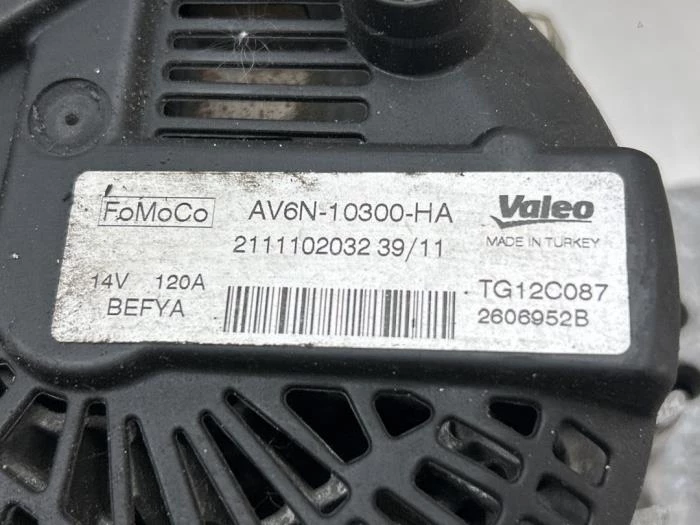 FoMoCo AV6N-10300-HA Valeo
2111102032 39/11 MADE IN TURKEY
14V 120A TG12C087
BEFYA 2606952B